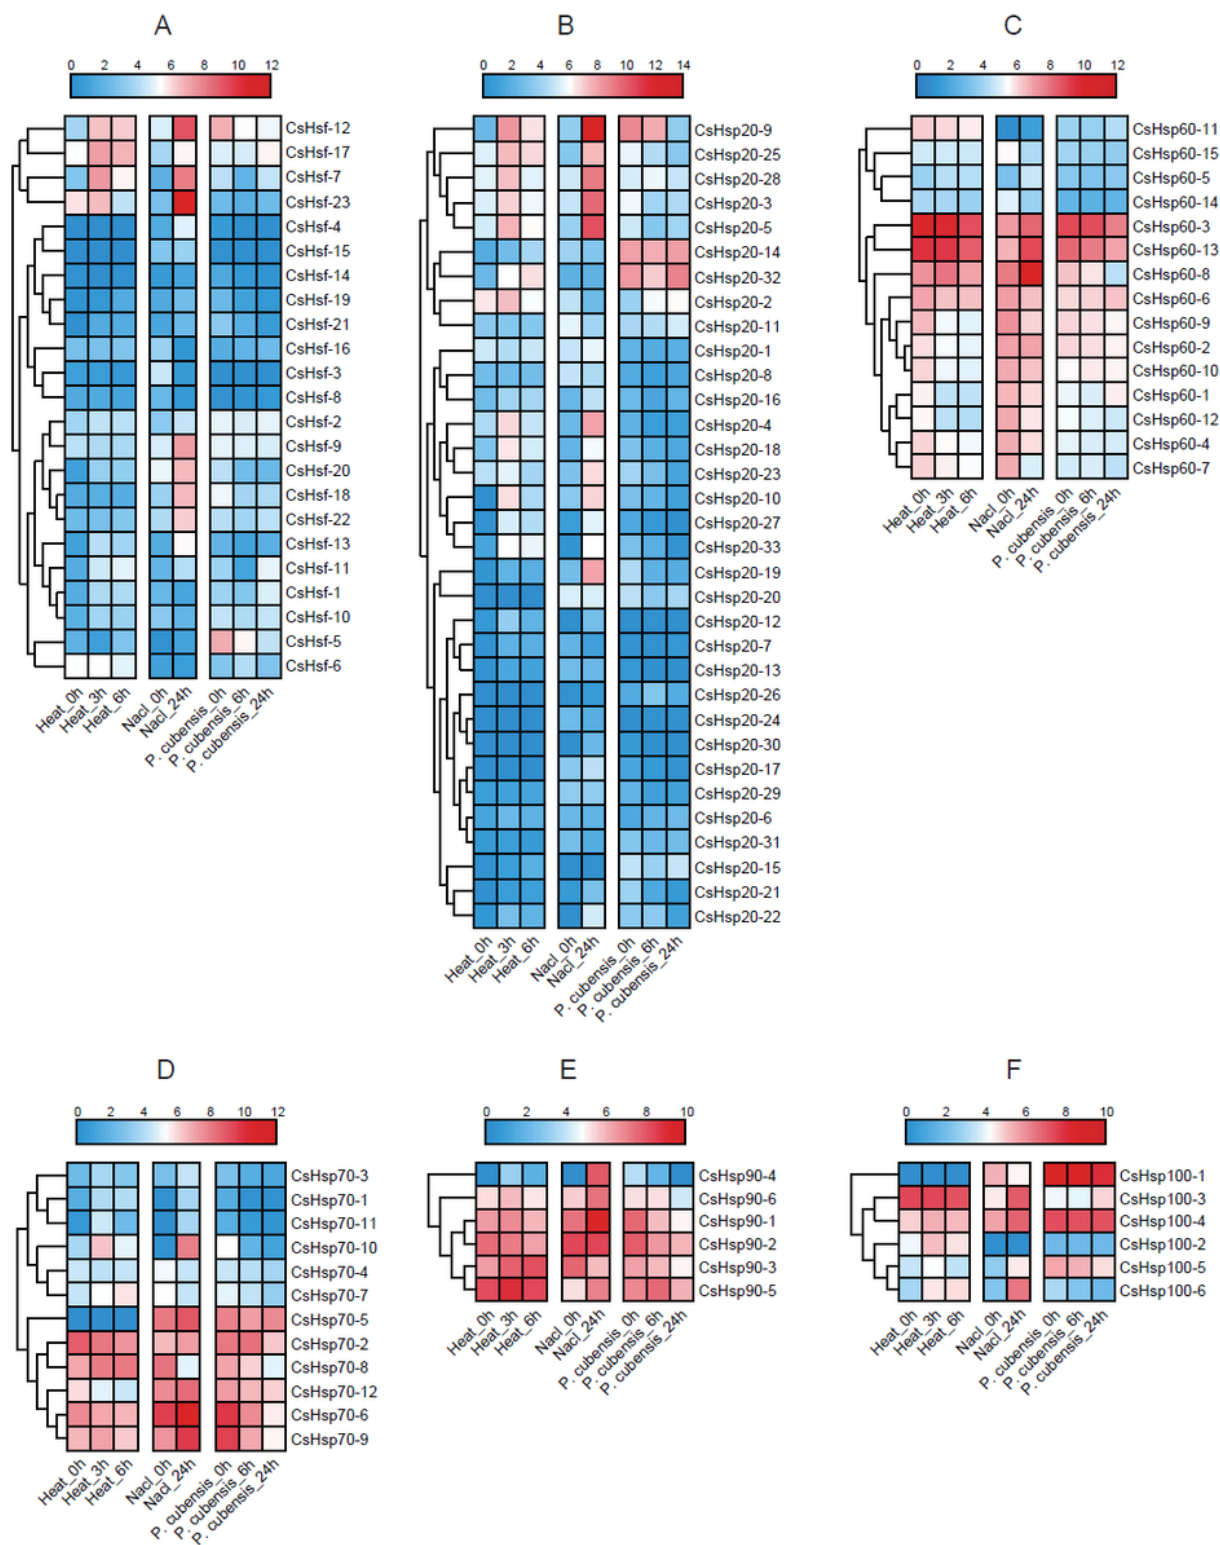 A
0 2 4 6 8 10 12
CsHsf-12
CsHsf-17
CsHsf-7
CsHsf-23
CsHsf-4
CsHsf-15
CsHsf-14
CsHsf-19
CsHsf-21
CsHsf-16
CsHsf-3
CsHsf-8
CsHsf-2
CsHsf-9
CsHsf-20
CsHsf-18
CsHsf-22
CsHsf-13
CsHsf-11
CsHsf-1
CsHsf-10
CsHsf-5
CsHsf-6
Heat_0h
Heat_3h
Heat_6h
Nacl_0h
Nacl_24h
P. cubensis_0h
P. cubensis_6h
P. cubensis_24h
B
0 2 4 6 8 10 12 14
CsHsp20-9
CsHsp20-25
CsHsp20-28
CsHsp20-3
CsHsp20-5
CsHsp20-14
CsHsp20-32
CsHsp20-2
CsHsp20-11
CsHsp20-1
CsHsp20-8
CsHsp20-16
CsHsp20-4
CsHsp20-18
CsHsp20-23
CsHsp20-10
CsHsp20-27
CsHsp20-33
CsHsp20-19
CsHsp20-20
CsHsp20-12
CsHsp20-7
CsHsp20-13
CsHsp20-26
CsHsp20-24
CsHsp20-30
CsHsp20-17
CsHsp20-29
CsHsp20-6
CsHsp20-31
CsHsp20-15
CsHsp20-21
CsHsp20-22
Heat_0h
Heat_3h
Heat_6h
Nacl_0h
Nacl_24h
P. cubensis_0h
P. cubensis_6h
P. cubensis_24h
C
0 2 4 6 8 10 12
CsHsp60-11
CsHsp60-15
CsHsp60-5
CsHsp60-14
CsHsp60-3
CsHsp60-13
CsHsp60-8
CsHsp60-6
CsHsp60-9
CsHsp60-2
CsHsp60-10
CsHsp60-1
CsHsp60-12
CsHsp60-4
CsHsp60-7
Heat_0h
Heat_3h
Heat_6h
Nacl_0h
Nacl_24h
P. cubensis_0h
P. cubensis_6h
P. cubensis_24h
D
0 2 4 6 8 10 12
CsHsp70-3
CsHsp70-1
CsHsp70-11
CsHsp70-10
CsHsp70-4
CsHsp70-7
CsHsp70-5
CsHsp70-2
CsHsp70-8
CsHsp70-12
CsHsp70-6
CsHsp70-9
Heat_0h
Heat_3h
Heat_6h
Nacl_0h
Nacl_24h
P. cubensis_0h
P. cubensis_6h
P. cubensis_24h
E
0 2 4 6 8 10
CsHsp90-4
CsHsp90-6
CsHsp90-1
CsHsp90-2
CsHsp90-3
CsHsp90-5
Heat_0h
Heat_3h
Heat_6h
Nacl_0h
Nacl_24h
P. cubensis_0h
P. cubensis_6h
P. cubensis_24h
F
0 2 4 6 8 10
CsHsp100-1
CsHsp100-3
CsHsp100-4
CsHsp100-2
CsHsp100-5
CsHsp100-6
Heat_0h
Heat_3h
Heat_6h
Nacl_0h
Nacl_24h
P. cubensis_0h
P. cubensis_6h
P. cubensis_24h